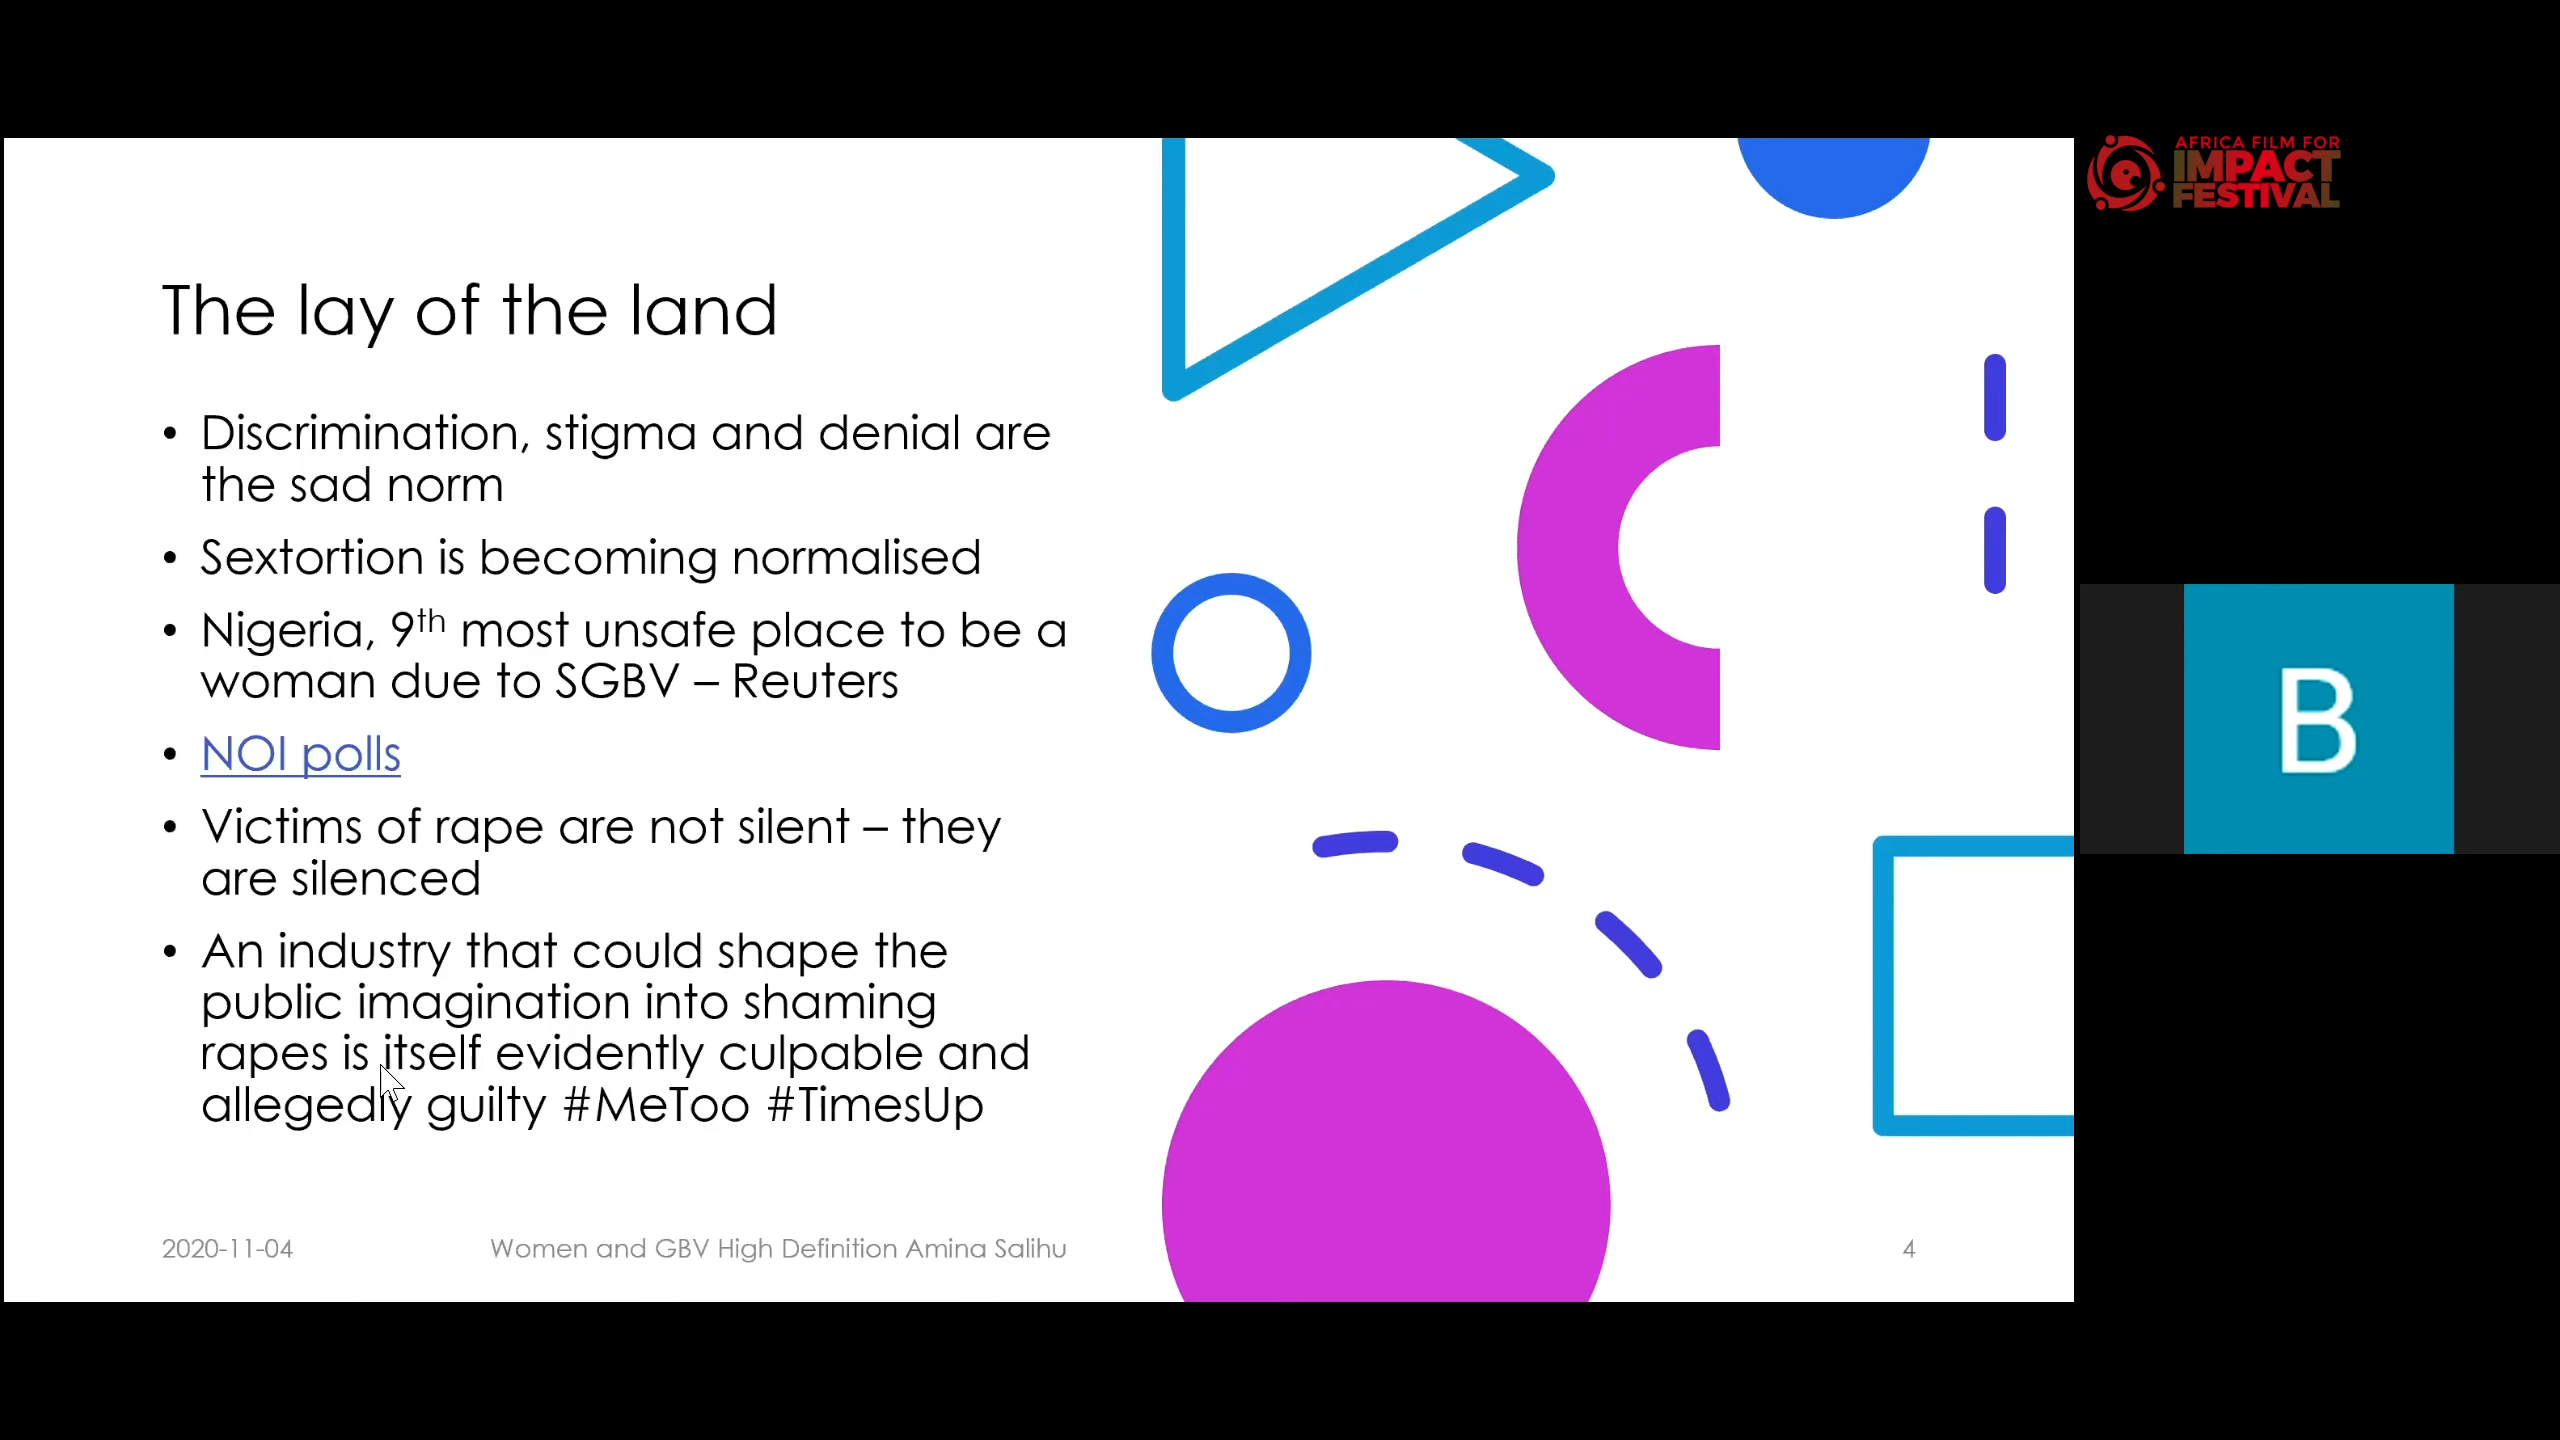 The lay of the land
• Discrimination, stigma and denial are
the sad norm
• Sextortion is becoming normalised
• Nigeria, 9th most unsafe place to be a
woman due to SGBV – Reuters
• NOI polls
• Victims of rape are not silent – they
are silenced
• An industry that could shape the
public imagination into shaming
rapes is itself evidently culpable and
allegedly guilty #MeToo #TimesUp
2020-11-04
Women and GBV High Definition Amina Salihu
4
AFRICA FILM FOR
IMPACT
FESTIVAL
B